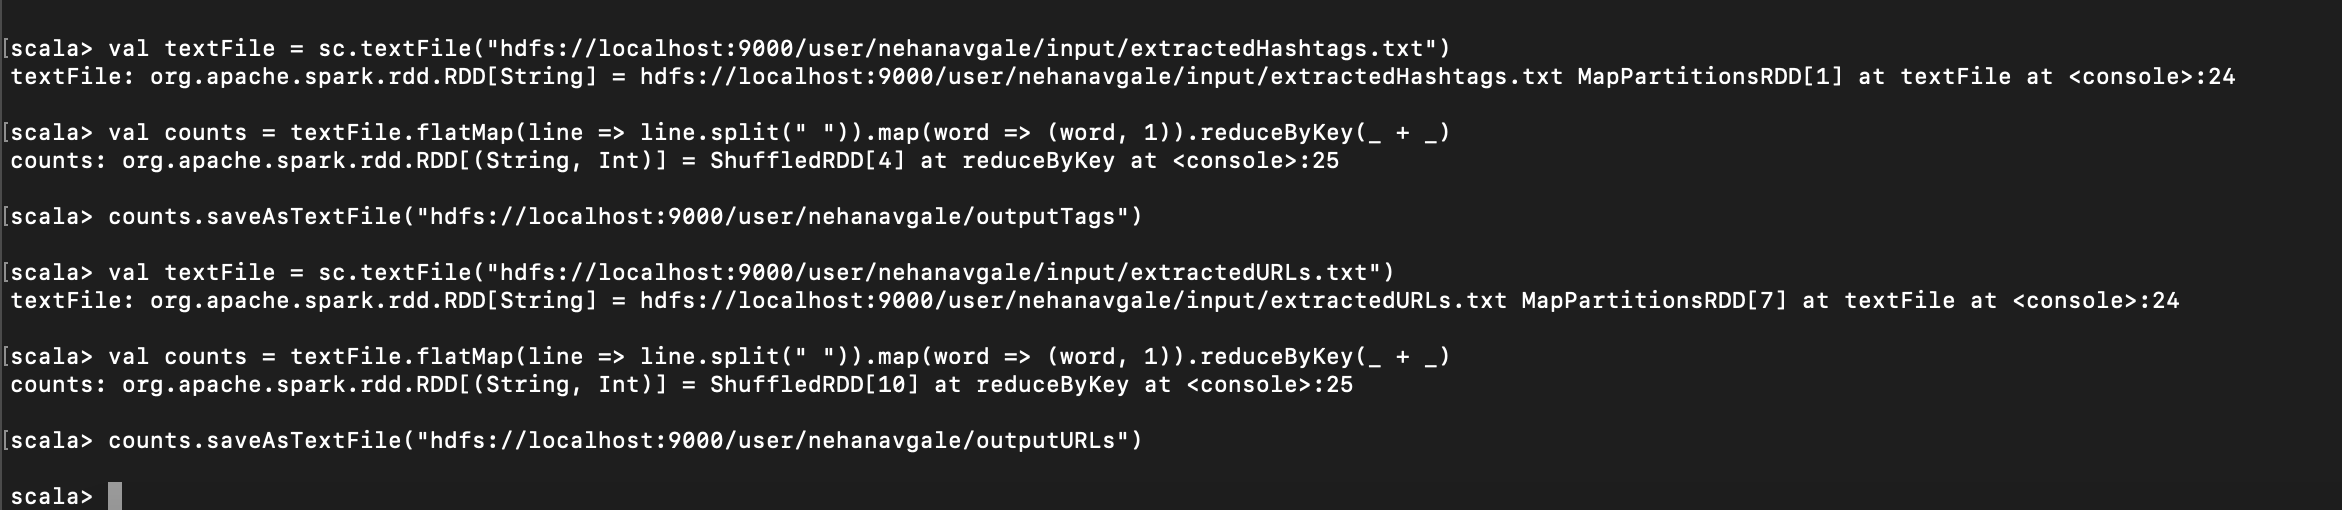 [scala> val textFile = sc.textFile("hdfs://localhost:9000/user/nehanavgale/input/extractedHashtags.txt")
textFile: org.apache.spark.rdd.RDD[String] = hdfs://localhost:9000/user/nehanavgale/input/extractedHashtags.txt MapPartitionsRDD[1] at textFile at <console>:24
[scala> val counts = textFile.flatMap(line => line.split(" ")).map(word => (word, 1)).reduceByKey(_ + _)
counts: org.apache.spark.rdd.RDD[(String, Int)] = ShuffledRDD[4] at reduceByKey at <console>:25
[scala> counts.saveAsTextFile("hdfs://localhost:9000/user/nehanavgale/outputTags")
[scala> val textFile = sc.textFile("hdfs://localhost:9000/user/nehanavgale/input/extractedURLs.txt")
textFile: org.apache.spark.rdd.RDD[String] = hdfs://localhost:9000/user/nehanavgale/input/extractedURLs.txt MapPartitionsRDD[7] at textFile at <console>:24
[scala> val counts = textFile.flatMap(line => line.split(" ")).map(word => (word, 1)).reduceByKey(_ + _)
counts: org.apache.spark.rdd.RDD[(String, Int)] = ShuffledRDD[10] at reduceByKey at <console>:25
[scala> counts.saveAsTextFile("hdfs://localhost:9000/user/nehanavgale/outputURLs")
scala>